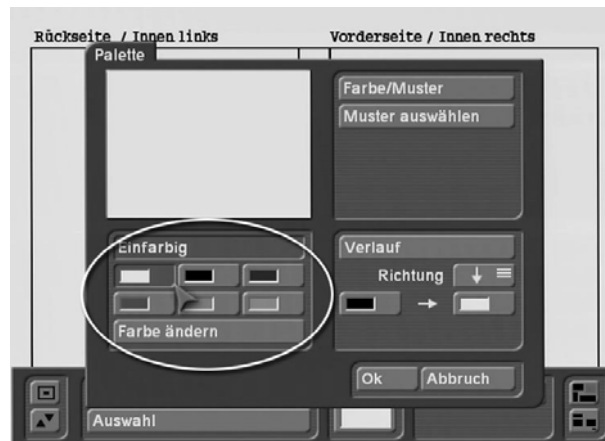 Rückseite / Innen links
Vorderseite / Innen rechts
Palette
Farbe/Muster
Muster auswählen
Einfarbig
Farbe ändern
Verlauf
Richtung
Ok
Abbruch
Auswahl